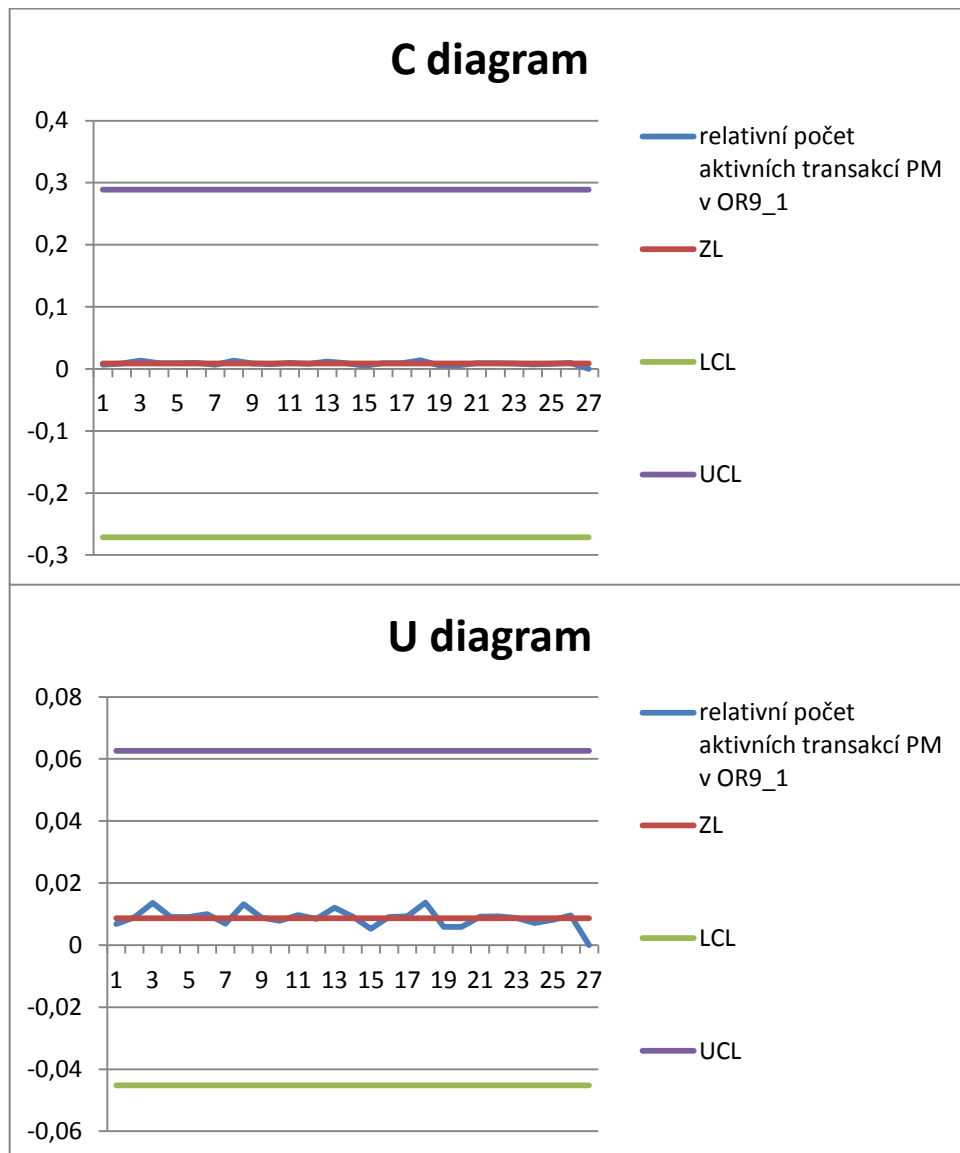 C diagram
0,4
0,3
0,2
0,1
0
-0,1
-0,2
-0,3
1 3 5 7 9 11 13 15 17 19 21 23 25 27
relativní počet
aktivních transakcí PM
v OR9_1
ZL
LCL
UCL
U diagram
0,08
0,06
0,04
0,02
0
-0,02
-0,04
-0,06
1 3 5 7 9 11 13 15 17 19 21 23 25 27
relativní počet
aktivních transakcí PM
v OR9_1
ZL
LCL
UCL